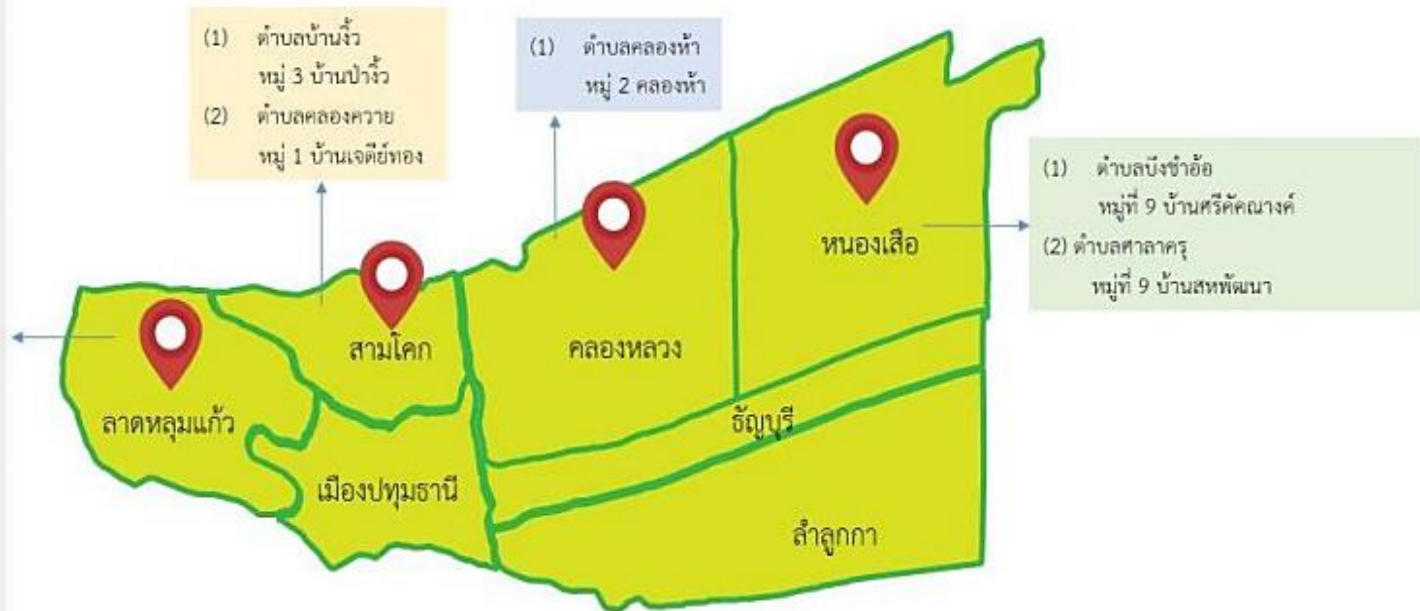 (1) ตำบลบ้านงิ้ว
หมู่ 3 บ้านป่างิ้ว
(2) ตำบลคลองควาย
หมู่ 1 บ้านเจดีย์ทอง
(1) ตำบลคลองห้า
หมู่ 2 คลองห้า
(1) ตำบลบึงชำอ้อ
หมู่ที่ 9 บ้านศรีคัคณางค์
(2) ตำบลศาลาครุ
หมู่ที่ 9 บ้านสหพัฒนา
หนองเสือ
สามโคก
คลองหลวง
ลาดหลุมแก้ว
ธัญบุรี
เมืองปทุมธานี
ลำลูกกา